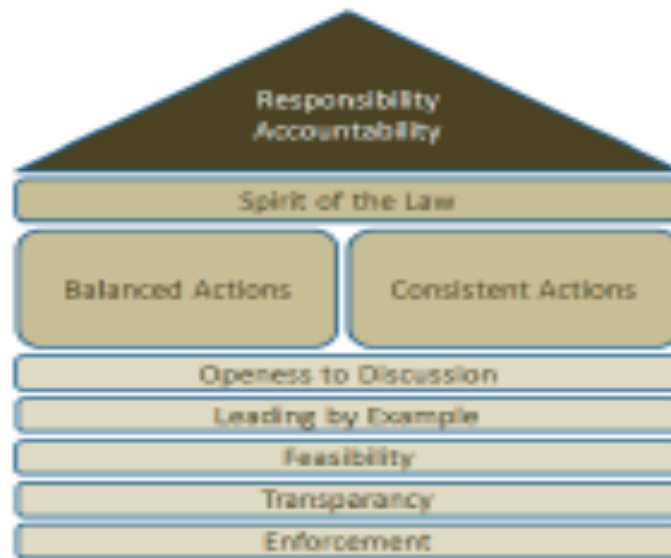 Responsibility
Accountability
Spirit of the Law
Balanced Actions
Consistent Actions
Openess to Discussion
Leading by Example
Feasibility
Transparancy
Enforcement